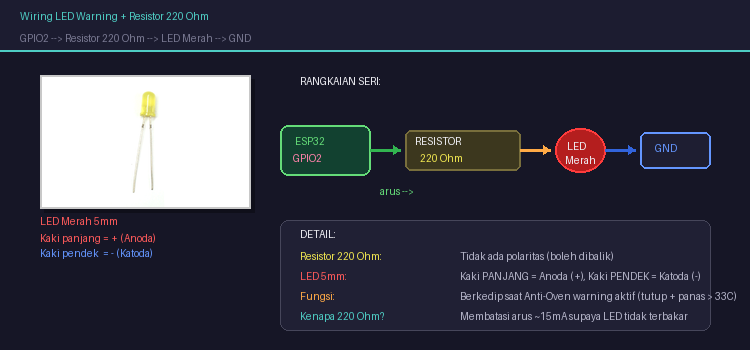 Wiring LED Warning + Resistor 220 Ohm
GPIO2 --> Resistor 220 Ohm --> LED Merah --> GND
RANGKAIAN SERI:
ESP32
GPIO2
RESISTOR
220 Ohm
LED
Merah
GND
arus-->
LED Merah 5mm
Kaki panjang = + (Anoda)
Kaki pendek = - (Katoda)
DETAIL:
Resistor 220 Ohm: Tidak ada polaritas (boleh dibalik)
LED 5mm: Kaki PANJANG = Anoda (+), Kaki PENDEK = Katoda (-)
Fungsi: Berkedip saat Anti-Oven warning aktif (tutup + panas > 33C)
Kenapa 220 Ohm? Membatasi arus ~15mA supaya LED tidak terbakar